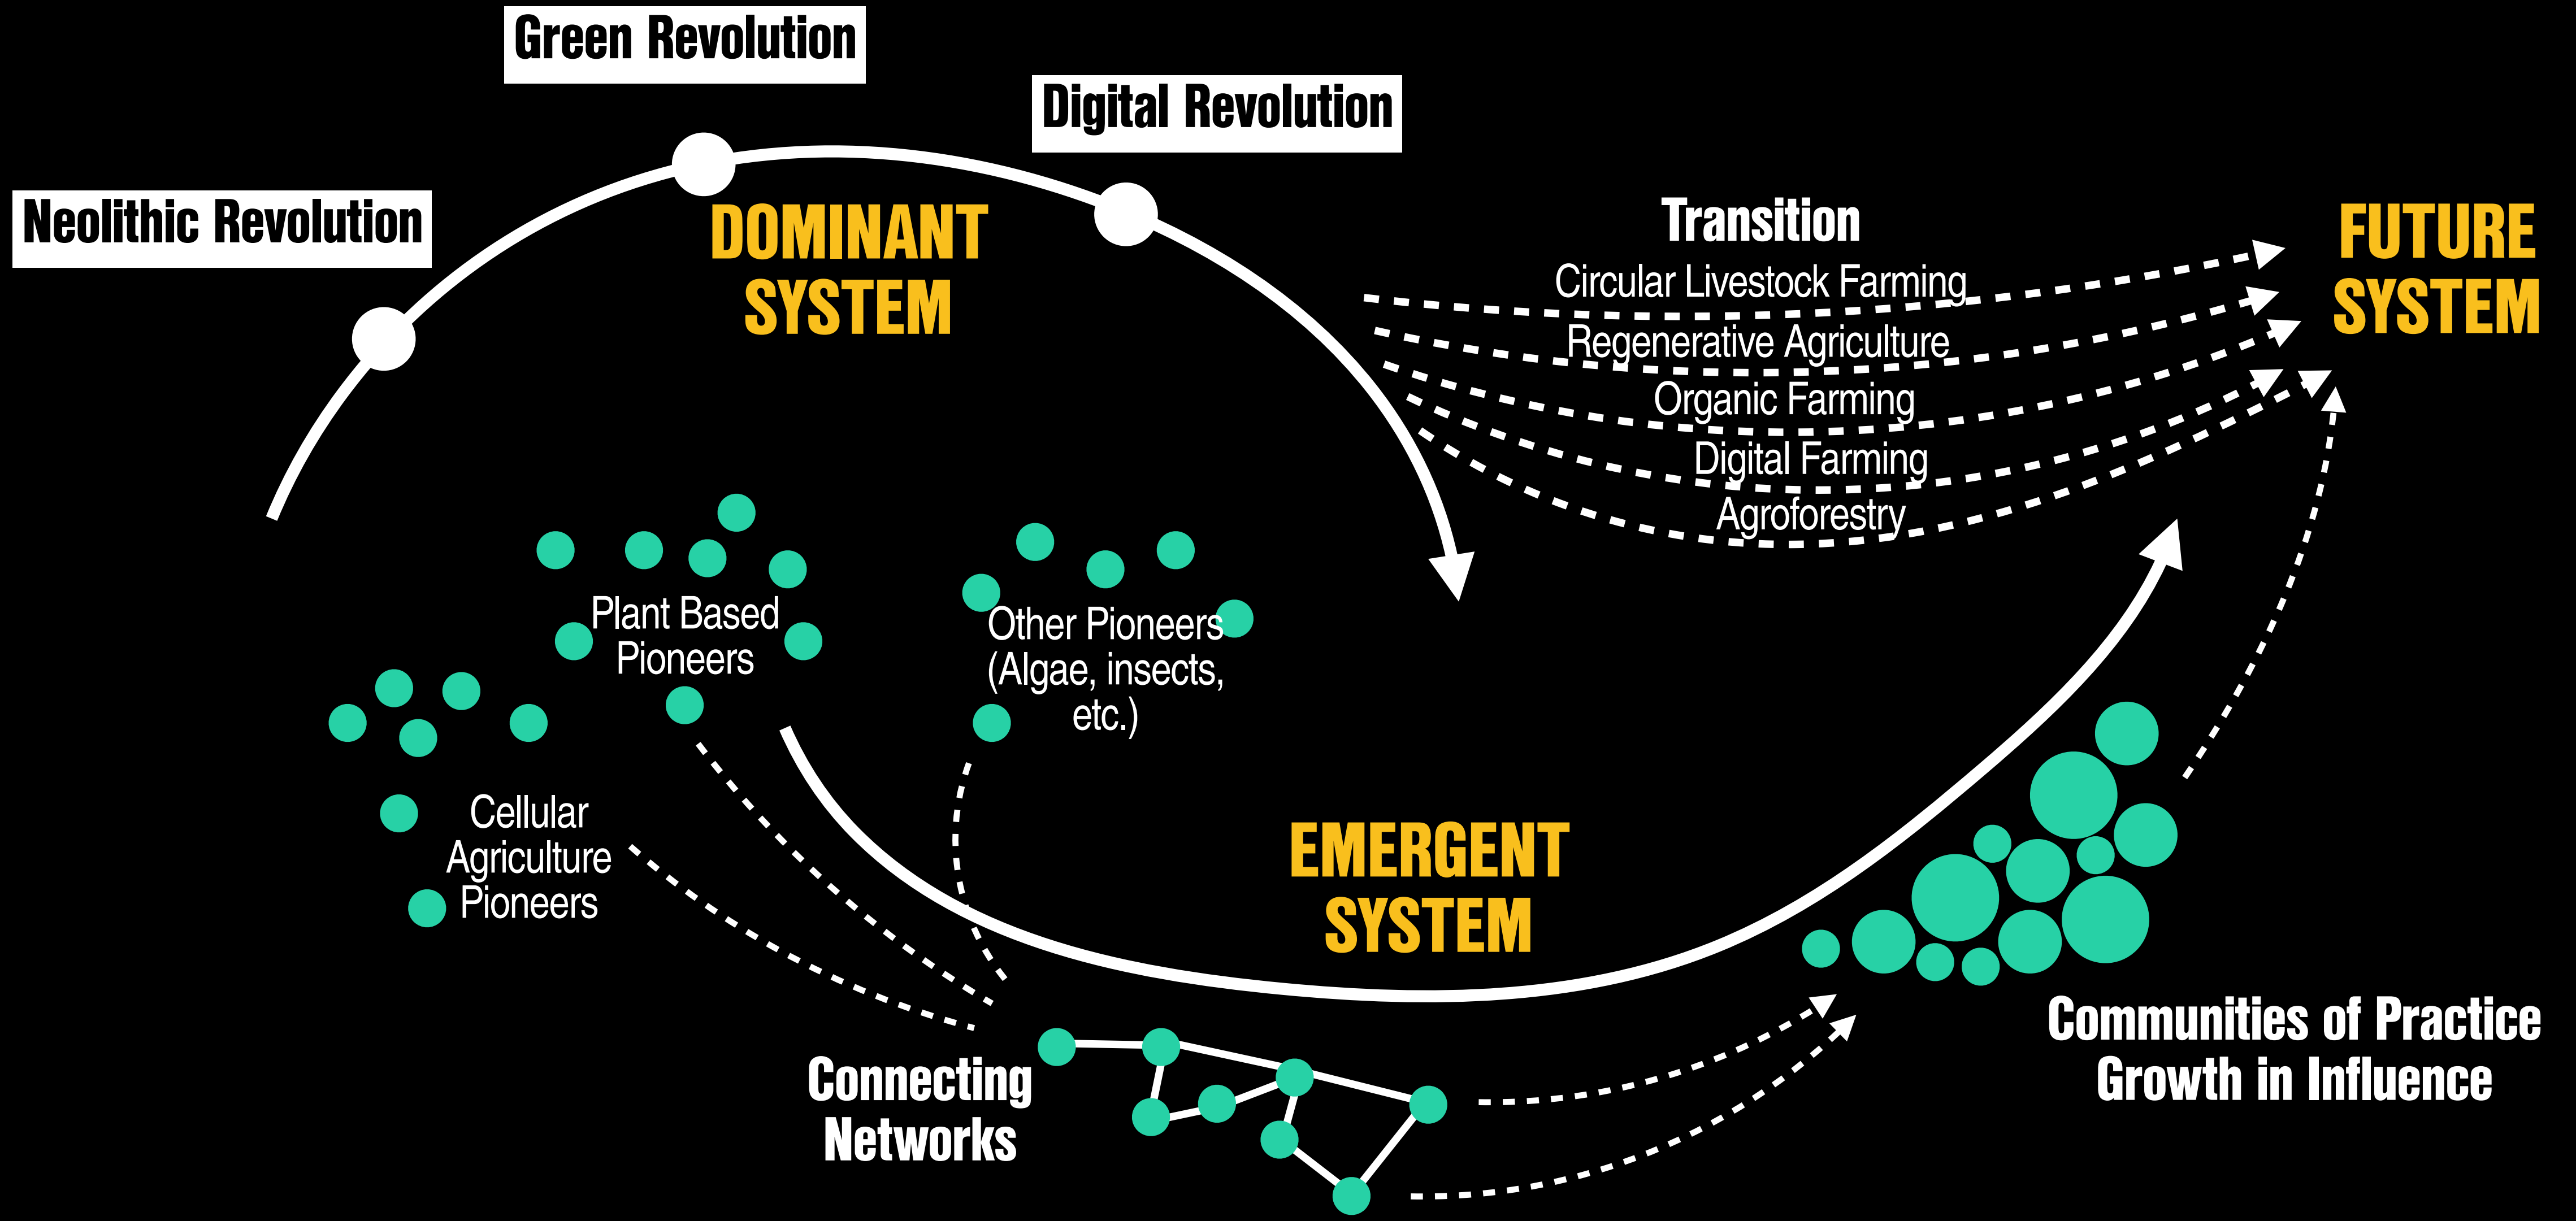 Green Revolution
Digital Revolution
Neolithic Revolution
DOMINANT
SYSTEM
Transition
Circular Livestock Farming
Regenerative Agriculture
Organic Farming
Digital Farming
Agroforestry
FUTURE
SYSTEM
Plant Based
Pioneers
Other Pioneers
(Algae, insects,
etc.)
Cellular
Agriculture
Pioneers
EMERGENT
SYSTEM
Connecting
Networks
Communities of Practice
Growth in Influence